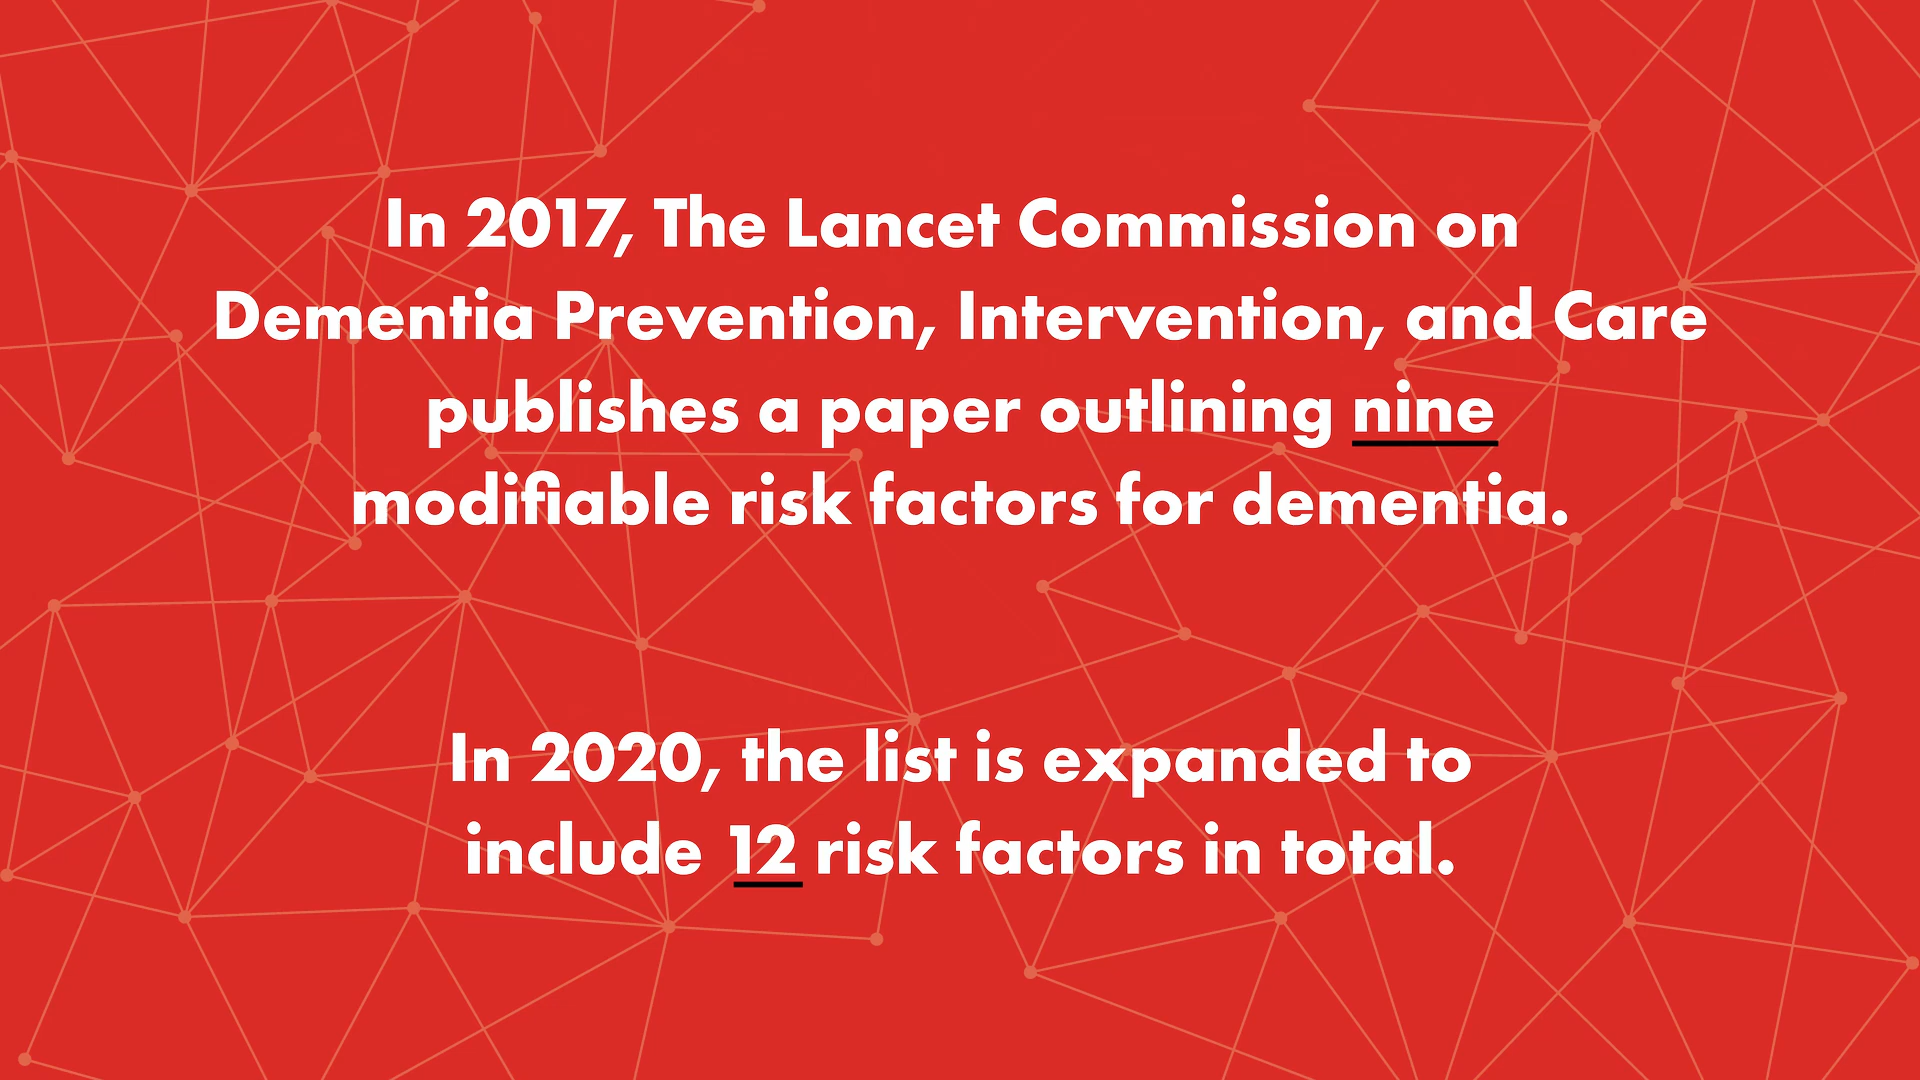 In 2017, The Lancet Commission on
Dementia Prevention, Intervention, and Care
publishes a paper outlining nine
modifiable risk factors for dementia.
In 2020, the list is expanded to
include 12 risk factors in total.